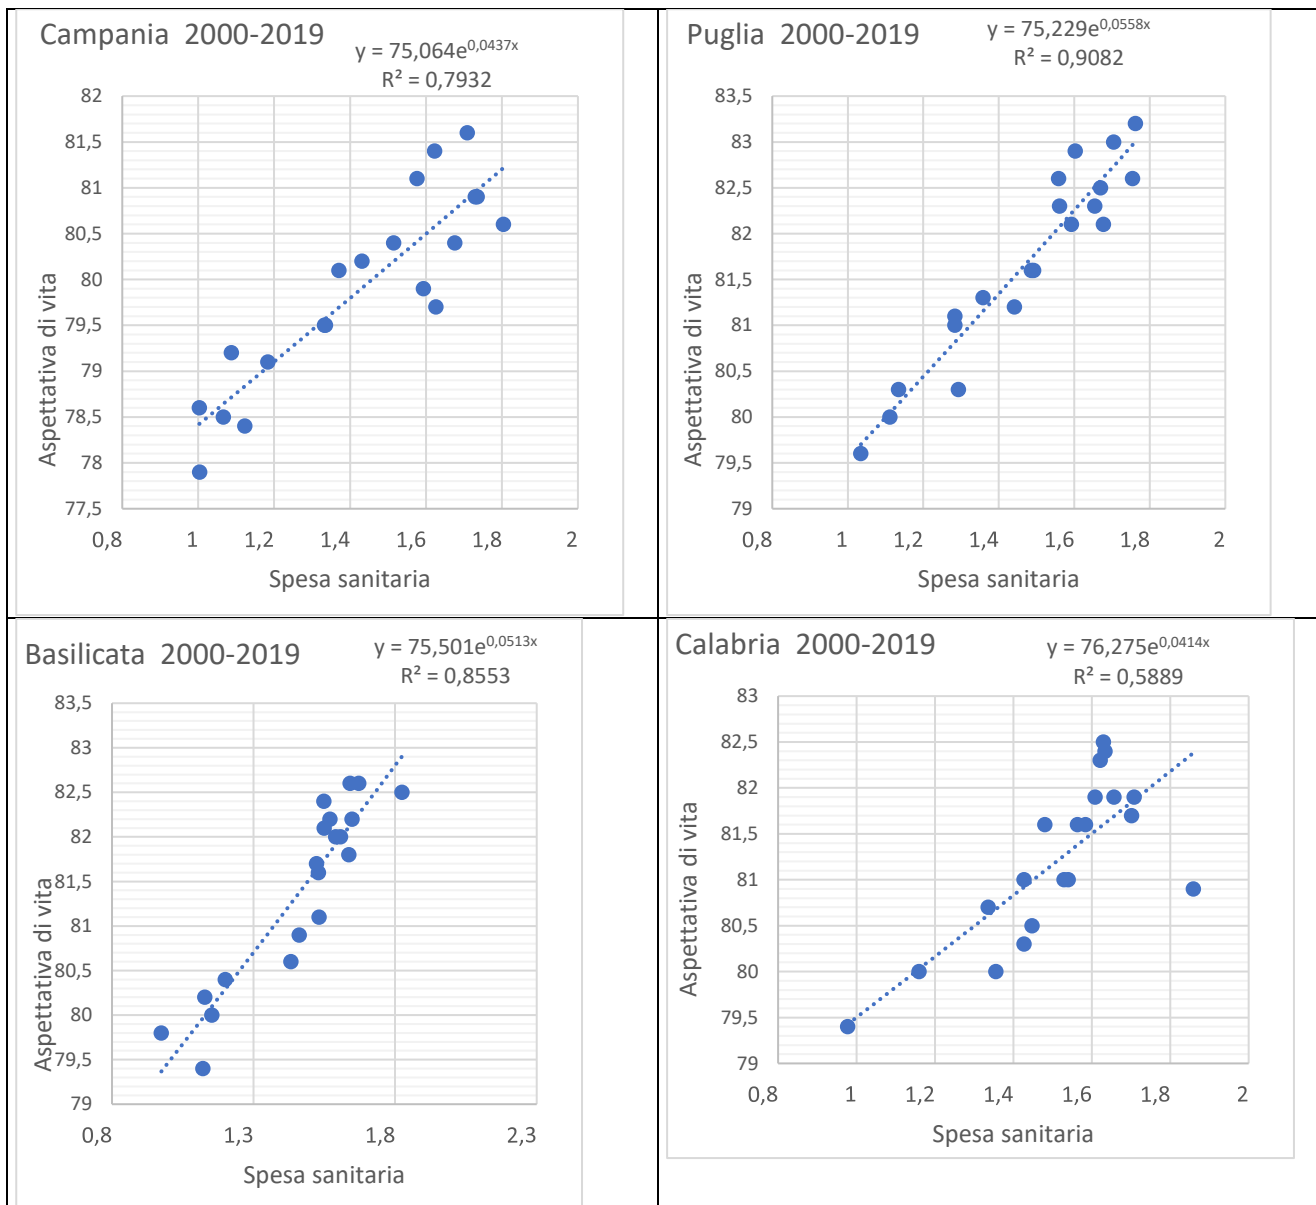 Campania 2000-2019
y = 75,064e^0,0437x
R² = 0,7932
82
81,5
81
80,5
80
79,5
79
78,5
78
77,5
Aspettativa di vita
0,8 1 1,2 1,4 1,6 1,8 2
Spesa sanitaria
Puglia 2000-2019
y = 75,229e^0,0558x
R² = 0,9082
83,5
83
82,5
82
81,5
81
80,5
80
79,5
79
Aspettativa di vita
0,8 1 1,2 1,4 1,6 1,8 2
Spesa sanitaria
Basilicata 2000-2019
y = 75,501e^0,0513x
R² = 0,8553
83,5
83
82,5
82
81,5
81
80,5
80
79,5
79
Aspettativa di vita
0,8 1,3 1,8 2,3
Spesa sanitaria
Calabria 2000-2019
y = 76,275e^0,0414x
R² = 0,5889
83
82,5
82
81,5
81
80,5
80
79,5
79
Aspettativa di vita
0,8 1 1,2 1,4 1,6 1,8 2
Spesa sanitaria